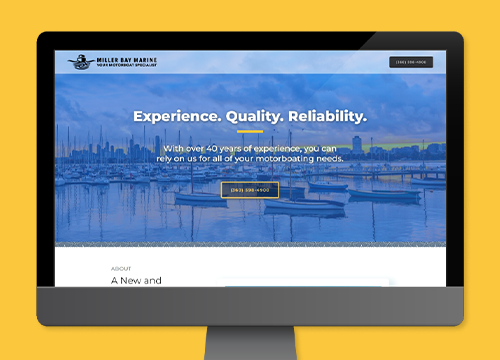 MILLER BAY MARINE
YOUR MOTORBOAT SPECIALIST
(360) 598-4900
Experience. Quality. Reliability.
With over 40 years of experience, you can
rely on us for all of your motorboating needs.
(360) 598-4900
ABOUT
A New and